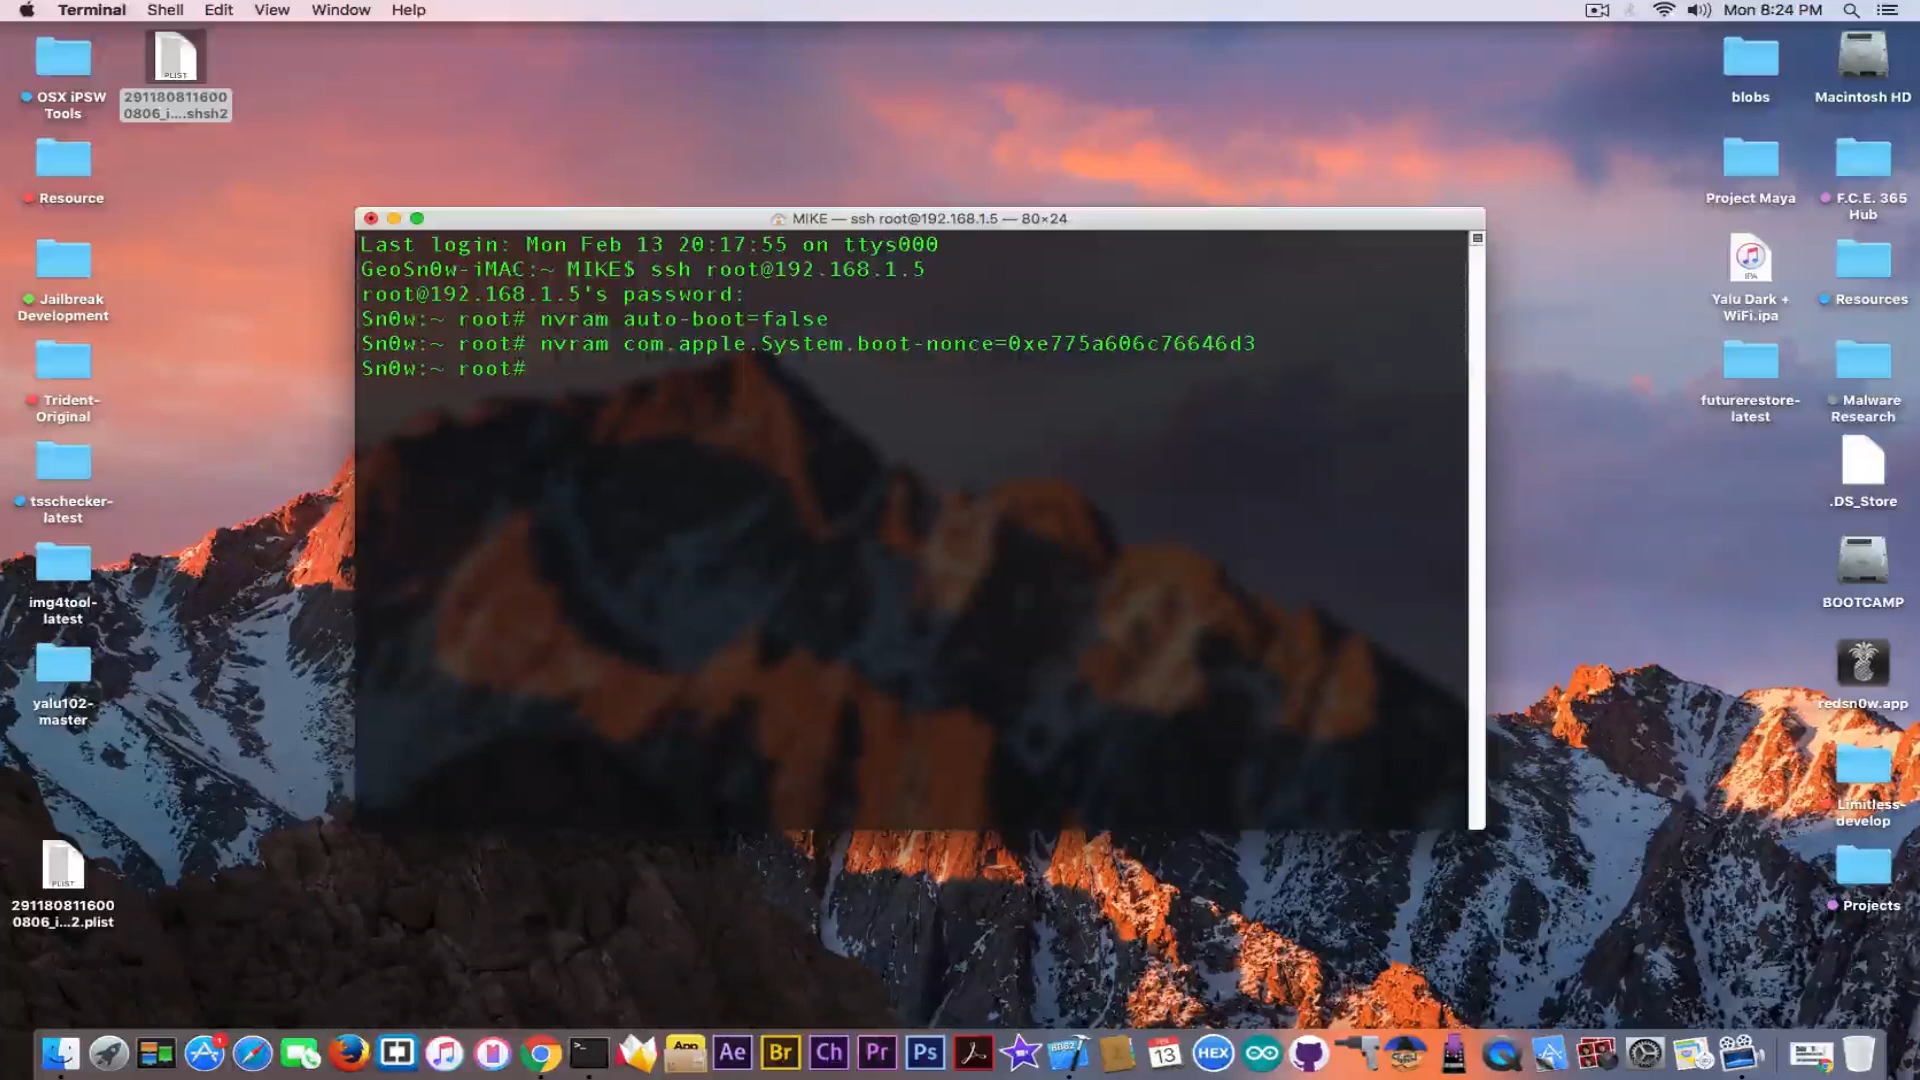 Terminal Shell Edit View Window Help
Mon 8:24 PM
OSX iPSW
Tools
PLIST
291180811600
0806_i....shsh2
Resource
Jailbreak
Development
Trident-
Original
tsschecker-
latest
img4tool-
latest
yalu102-
master
PLIST
291180811600
0806_i...2.plist
MIKE — ssh root@192.168.1.5 — 80×24
Last login: Mon Feb 13 20:17:55 on ttys000
GeoSn0w-iMAC:~ MIKE$ ssh root@192.168.1.5
root@192.168.1.5's password:
Sn0w:~ root# nvram auto-boot=false
Sn0w:~ root# nvram com.apple.System.boot-nonce=0xe775a606c76646d3
Sn0w:~ root#
blobs
Macintosh HD
Project Maya
F.C.E. 365
Hub
IPA
Yalu Dark +
WiFi.ipa
Resources
futurerestore-
latest
Malware
Research
.DS_Store
BOOTCAMP
redsn0w.app
Limitless-
develop
Projects
1
App
Ae
Br
Ch
Pr
Ps
13
HEX